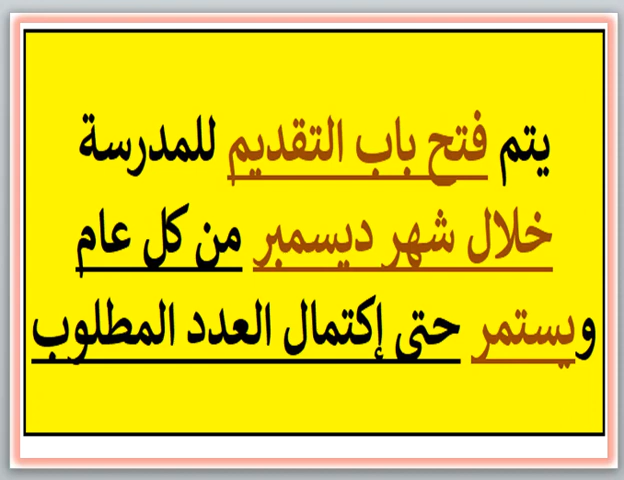 يتم فتح باب التقديم للمدرسة
خلال شهر ديسمبر من كل عام
ويستمر حتى إكتمال العدد المطلوب